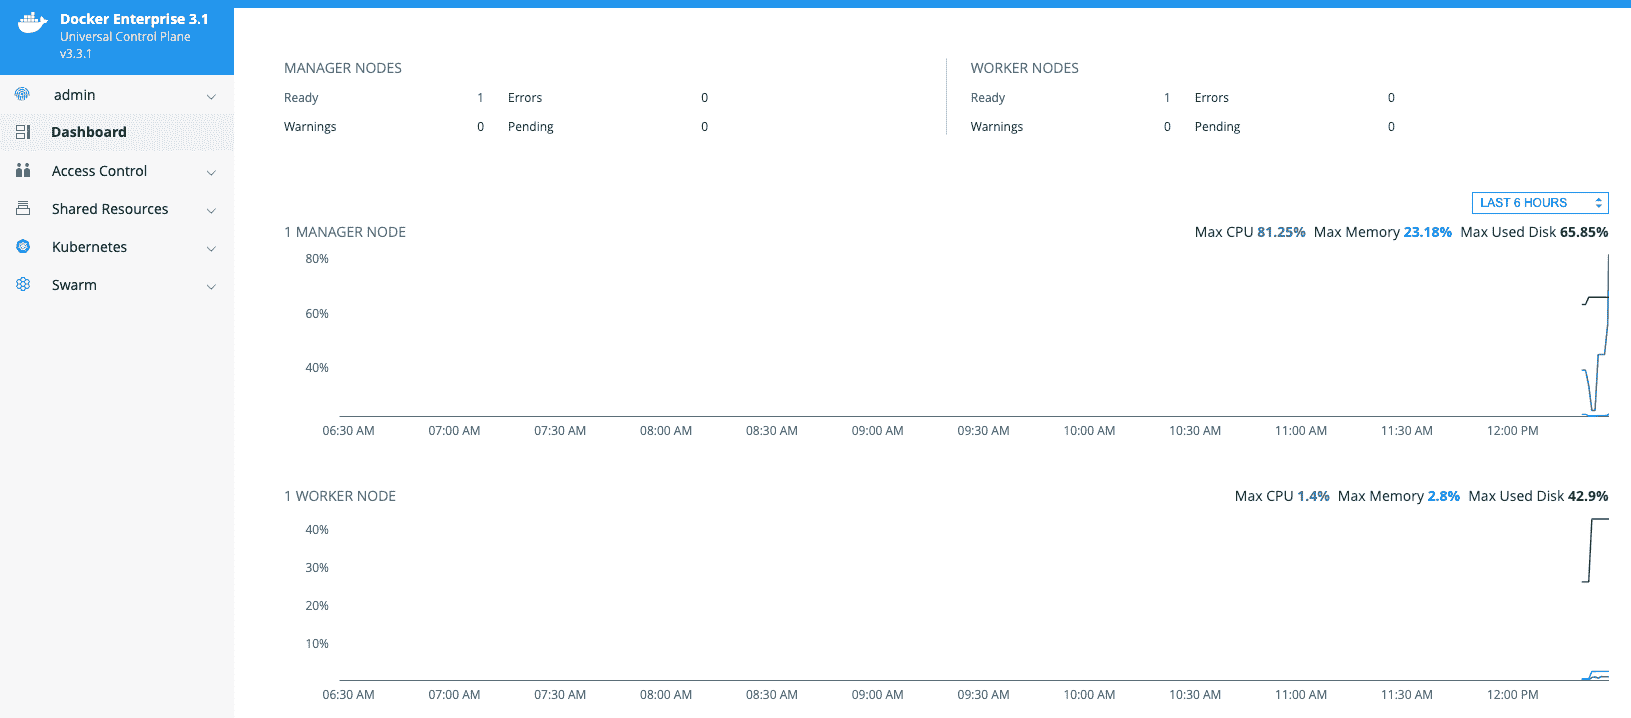 Docker Enterprise 3.1
Universal Control Plane
v3.3.1
admin
Dashboard
Access Control
Shared Resources
Kubernetes
Swarm
MANAGER NODES
Ready 1 Errors 0
Warnings 0 Pending 0
WORKER NODES
Ready 1 Errors 0
Warnings 0 Pending 0
LAST 6 HOURS
1 MANAGER NODE Max CPU 81.25% Max Memory 23.18% Max Used Disk 65.85%
80%
60%
40%
06:30 AM 07:00 AM 07:30 AM 08:00 AM 08:30 AM 09:00 AM 09:30 AM 10:00 AM 10:30 AM 11:00 AM 11:30 AM 12:00 PM
1 WORKER NODE Max CPU 1.4% Max Memory 2.8% Max Used Disk 42.9%
40%
30%
20%
10%
06:30 AM 07:00 AM 07:30 AM 08:00 AM 08:30 AM 09:00 AM 09:30 AM 10:00 AM 10:30 AM 11:00 AM 11:30 AM 12:00 PM